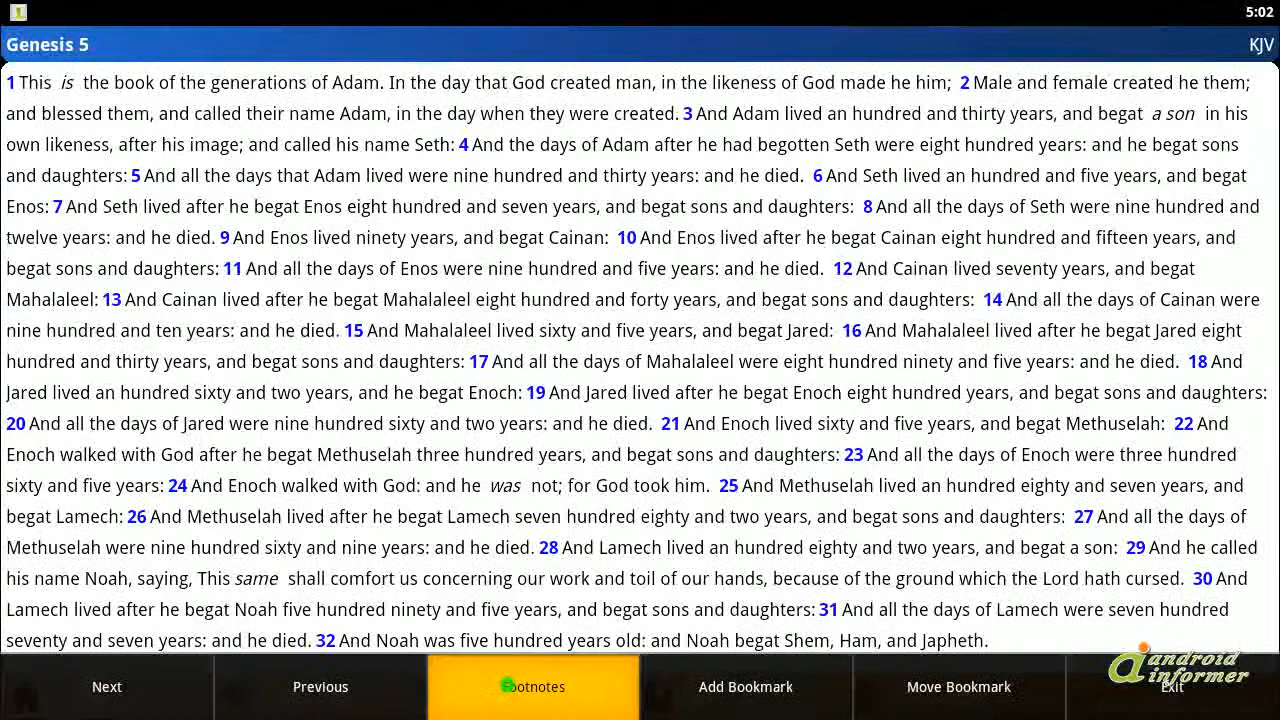 5:02
Genesis 5 KJV
1 This is the book of the generations of Adam. In the day that God created man, in the likeness of God made he him; 2 Male and female created he them;
and blessed them, and called their name Adam, in the day when they were created. 3 And Adam lived an hundred and thirty years, and begat a son in his
own likeness, after his image; and called his name Seth: 4 And the days of Adam after he had begotten Seth were eight hundred years: and he begat sons
and daughters: 5 And all the days that Adam lived were nine hundred and thirty years: and he died. 6 And Seth lived an hundred and five years, and begat
Enos: 7 And Seth lived after he begat Enos eight hundred and seven years, and begat sons and daughters: 8 And all the days of Seth were nine hundred and
twelve years: and he died. 9 And Enos lived ninety years, and begat Cainan: 10 And Enos lived after he begat Cainan eight hundred and fifteen years, and
begat sons and daughters: 11 And all the days of Enos were nine hundred and five years: and he died. 12 And Cainan lived seventy years, and begat
Mahalaleel: 13 And Cainan lived after he begat Mahalaleel eight hundred and forty years, and begat sons and daughters: 14 And all the days of Cainan were
nine hundred and ten years: and he died. 15 And Mahalaleel lived sixty and five years, and begat Jared: 16 And Mahalaleel lived after he begat Jared eight
hundred and thirty years, and begat sons and daughters: 17 And all the days of Mahalaleel were eight hundred ninety and five years: and he died. 18 And
Jared lived an hundred sixty and two years, and he begat Enoch: 19 And Jared lived after he begat Enoch eight hundred years, and begat sons and daughters:
20 And all the days of Jared were nine hundred sixty and two years: and he died. 21 And Enoch lived sixty and five years, and begat Methuselah: 22 And
Enoch walked with God after he begat Methuselah three hundred years, and begat sons and daughters: 23 And all the days of Enoch were three hundred
sixty and five years: 24 And Enoch walked with God: and he was not; for God took him. 25 And Methuselah lived an hundred eighty and seven years, and
begat Lamech: 26 And Methuselah lived after he begat Lamech seven hundred eighty and two years, and begat sons and daughters: 27 And all the days of
Methuselah were nine hundred sixty and nine years: and he died. 28 And Lamech lived an hundred eighty and two years, and begat a son: 29 And he called
his name Noah, saying, This same shall comfort us concerning our work and toil of our hands, because of the ground which the Lord hath cursed. 30 And
Lamech lived after he begat Noah five hundred ninety and five years, and begat sons and daughters: 31 And all the days of Lamech were seven hundred
seventy and seven years: and he died. 32 And Noah was five hundred years old: and Noah begat Shem, Ham, and Japheth.
Next Previous Footnotes Add Bookmark Move Bookmark Exit
android
informer